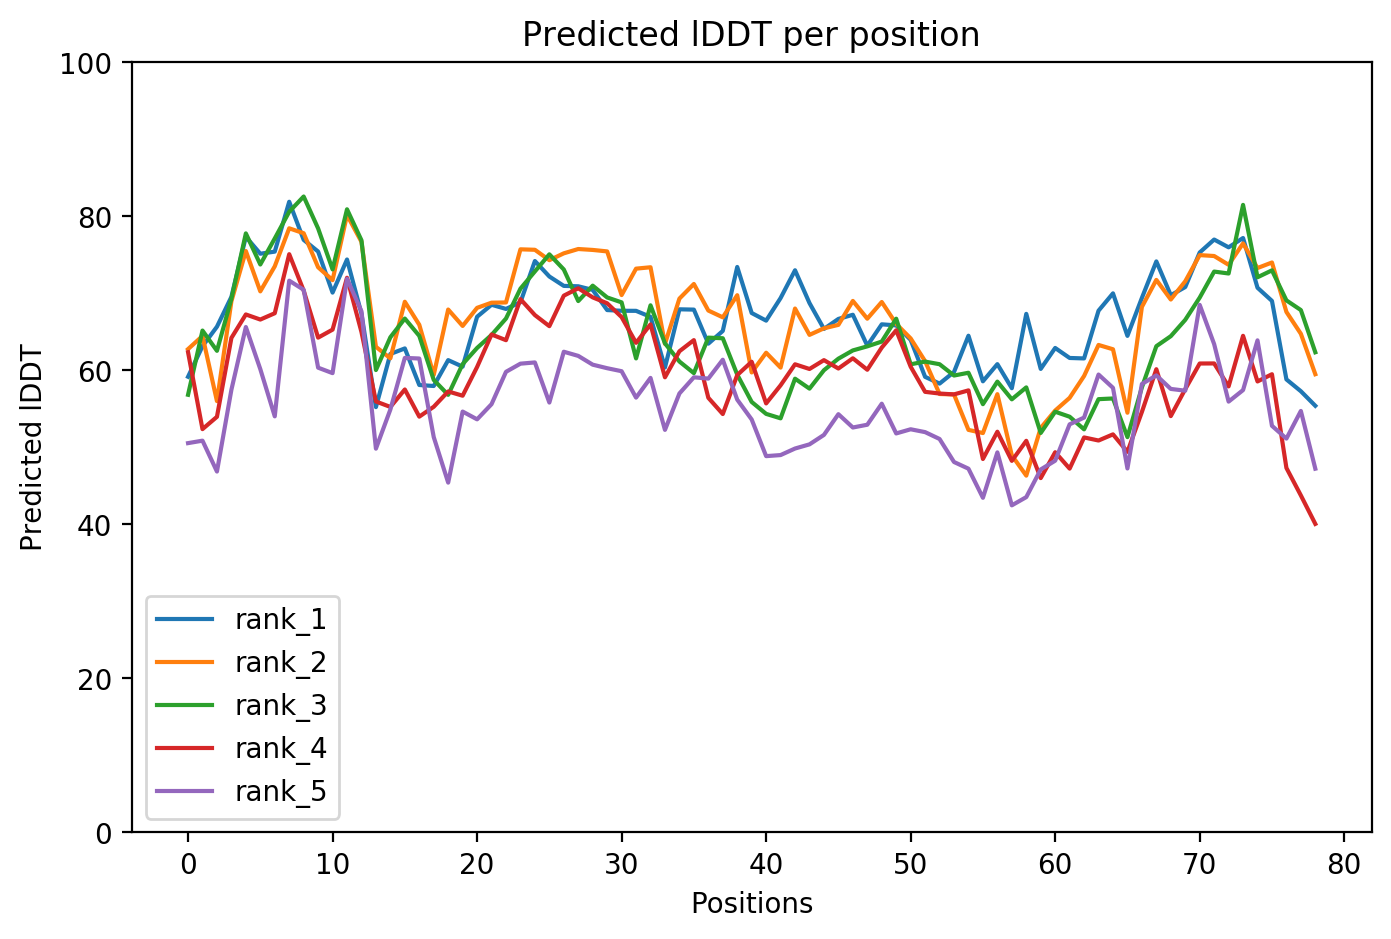 Predicted lDDT per position
100
80
60
40
20
0
Predicted lDDT
rank_1
rank_2
rank_3
rank_4
rank_5
0 10 20 30 40 50 60 70 80
Positions